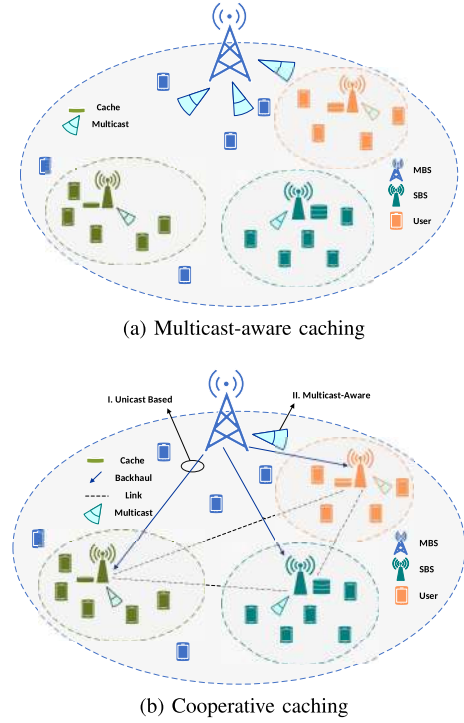 Cache
Multicast
MBS
SBS
User
(a) Multicast-aware caching
I. Unicast Based
II. Multicast-Aware
Cache
Backhaul
Link
Multicast
MBS
SBS
User
(b) Cooperative caching